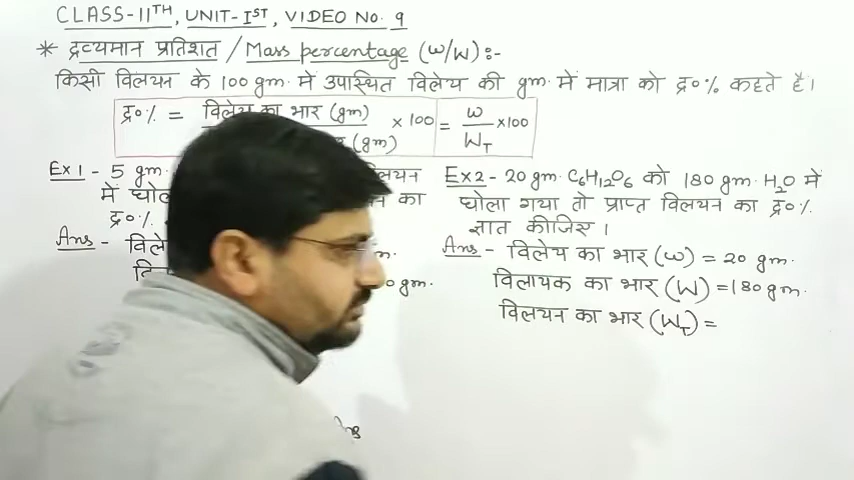 CLASS-11TH, UNIT-IST, VIDEO No. 9
* द्रव्यमान प्रतिशत / Mass percentage (w/W) :-
किसी विलयन के 100 gm. में उपस्थित विलेय की gm. में मात्रा को द्र०% कहते है।
द्र०% = विलेय का भार (gm) / (gm) × 100 = w / WT × 100
Ex 1 - 5 gm.
में घोल
द्र०%.
Ans - विले
gm.
Ex2 - 20 gm. C6H12O6 को 180 gm. H2O में
घोला गया तो प्राप्त विलयन का द्र०%.
ज्ञात कीजिए।
Ans - विलेय का भार (w) = 20 gm.
विलायक का भार (W) = 180 gm.
विलयन का भार (WT) =